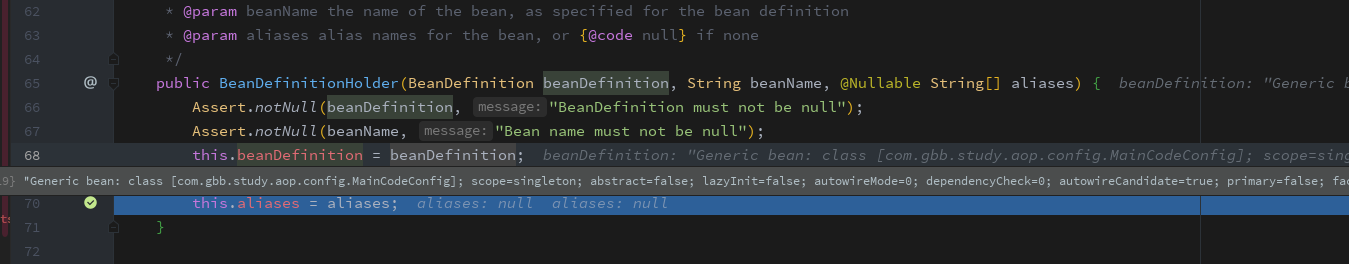 62 * @param beanName the name of the bean, as specified for the bean definition
63 * @param aliases alias names for the bean, or {@code null} if none
64 */
65 @ public BeanDefinitionHolder(BeanDefinition beanDefinition, String beanName, @Nullable String[] aliases) { beanDefinition: "Generic b
66 Assert.notNull(beanDefinition, message: "BeanDefinition must not be null");
67 Assert.notNull(beanName, message: "Bean name must not be null");
68 this.beanDefinition = beanDefinition; beanDefinition: "Generic bean: class [com.gbb.study.aop.config.MainCodeConfig]; scope=sing
19} "Generic bean: class [com.gbb.study.aop.config.MainCodeConfig]; scope=singleton; abstract=false; lazyInit=false; autowireMode=0; dependencyCheck=0; autowireCandidate=true; primary=false; fac
70 this.aliases = aliases; aliases: null aliases: null
ts
71 }
72